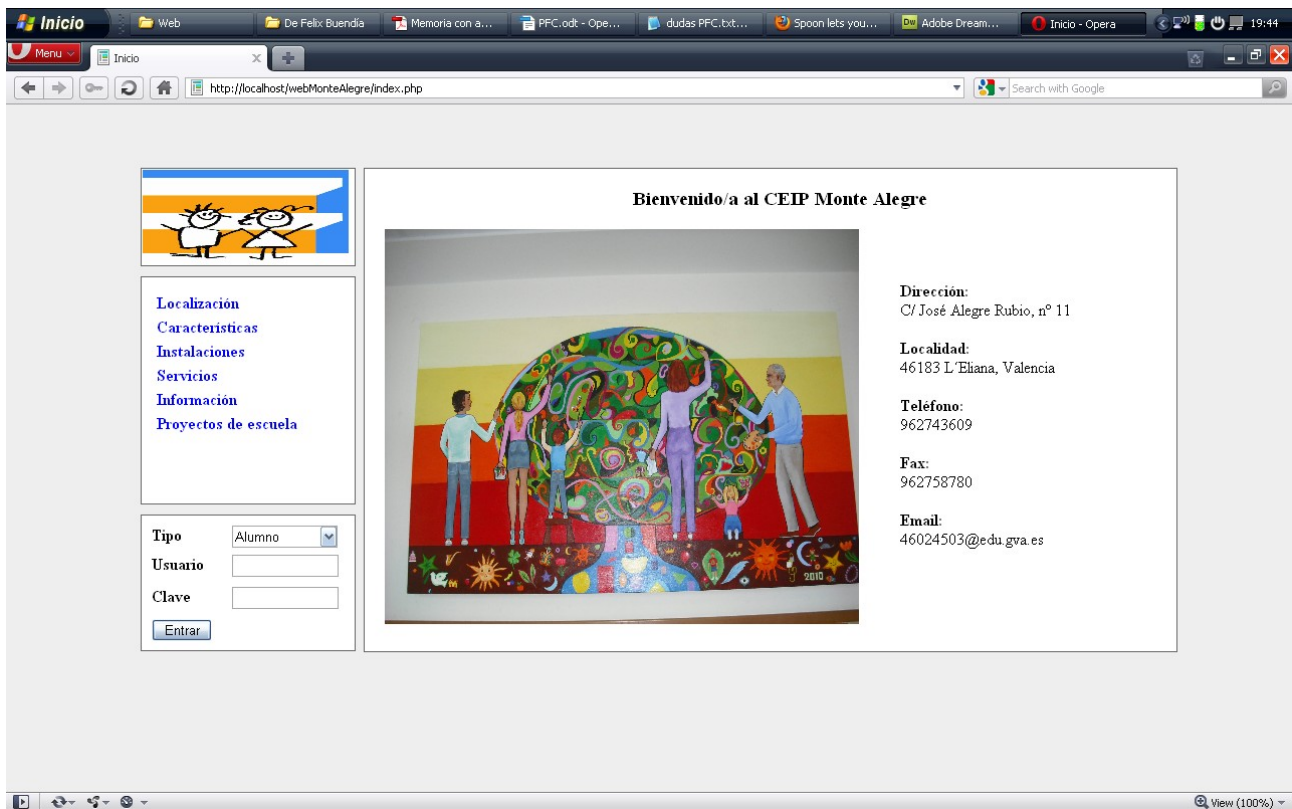 Inicio
Web
De Felix Buendía
Memoria con a...
PFC.odt - Ope...
dudas PFC.txt...
Spoon lets you...
Adobe Dream...
Inicio - Opera
19:44
Menu
Inicio
http://localhost/webMonteAlegre/index.php
Search with Google
Bienvenido/a al CEIP Monte Alegre
Localización
Características
Instalaciones
Servicios
Información
Proyectos de escuela
Tipo
Alumno
Usuario
Clave
Entrar
2010
Dirección:
C/ José Alegre Rubio, nº 11
Localidad:
46183 L´Eliana, Valencia
Teléfono:
962743609
Fax:
962758780
Email:
46024503@edu.gva.es
View (100%)